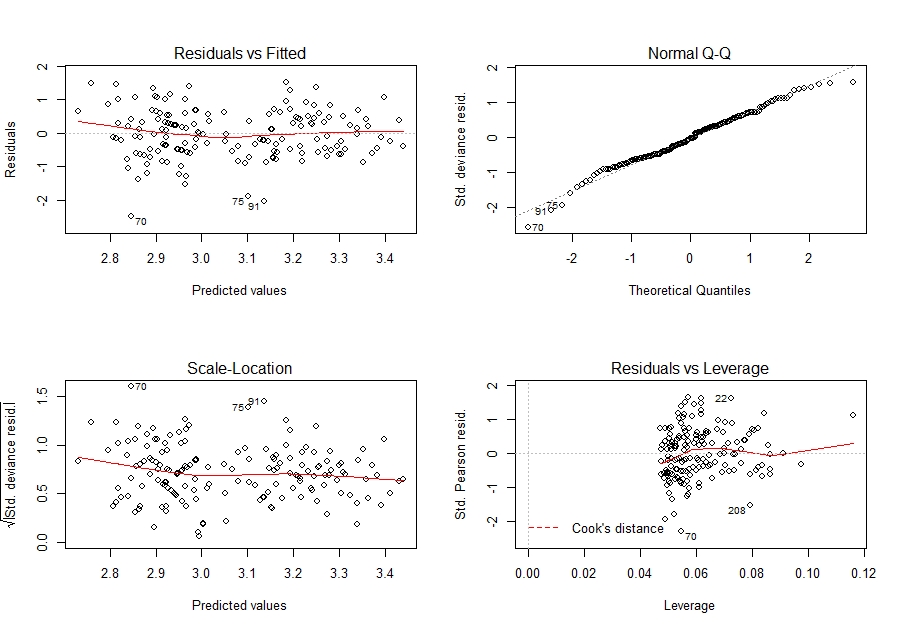 Residuals vs Fitted
Residuals
2
1
0
-1
-2
75
91
70
2.8 2.9 3.0 3.1 3.2 3.3 3.4
Predicted values
Normal Q-Q
Std. deviance resid.
2
1
0
-1
-2
75
91
70
-2 -1 0 1 2
Theoretical Quantiles
Scale-Location
√|Std. deviance resid.|
1.5
1.0
0.5
0.0
70
75
91
2.8 2.9 3.0 3.1 3.2 3.3 3.4
Predicted values
Residuals vs Leverage
Std. Pearson resid.
2
1
0
-1
-2
22
208
70
Cook's distance
0.00 0.02 0.04 0.06 0.08 0.10 0.12
Leverage